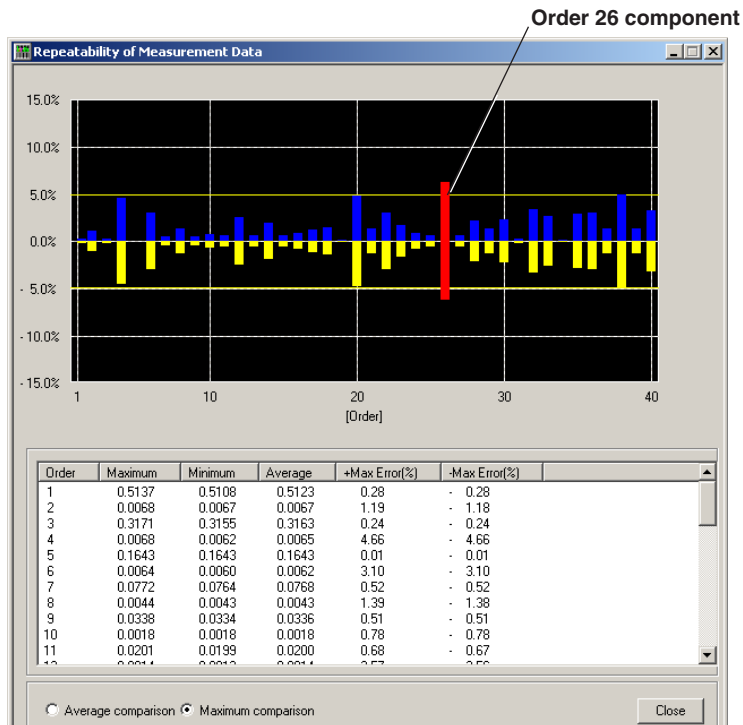 Order 26 component
Repeatability of Measurement Data
15.0%
10.0%
5.0%
0.0%
- 5.0%
- 10.0%
- 15.0%
1 10 20 30 40
[Order]
Order Maximum Minimum Average +Max Error(%) -Max Error(%)
1 0.5137 0.5108 0.5123 0.28 - 0.28
2 0.0068 0.0067 0.0067 1.19 - 1.18
3 0.3171 0.3155 0.3163 0.24 - 0.24
4 0.0068 0.0062 0.0065 4.66 - 4.66
5 0.1643 0.1643 0.1643 0.01 - 0.01
6 0.0064 0.0060 0.0062 3.10 - 3.10
7 0.0772 0.0764 0.0768 0.52 - 0.52
8 0.0044 0.0043 0.0043 1.39 - 1.38
9 0.0338 0.0334 0.0336 0.51 - 0.51
10 0.0018 0.0018 0.0018 0.78 - 0.78
11 0.0201 0.0199 0.0200 0.68 - 0.67
Average comparison Maximum comparison
Close